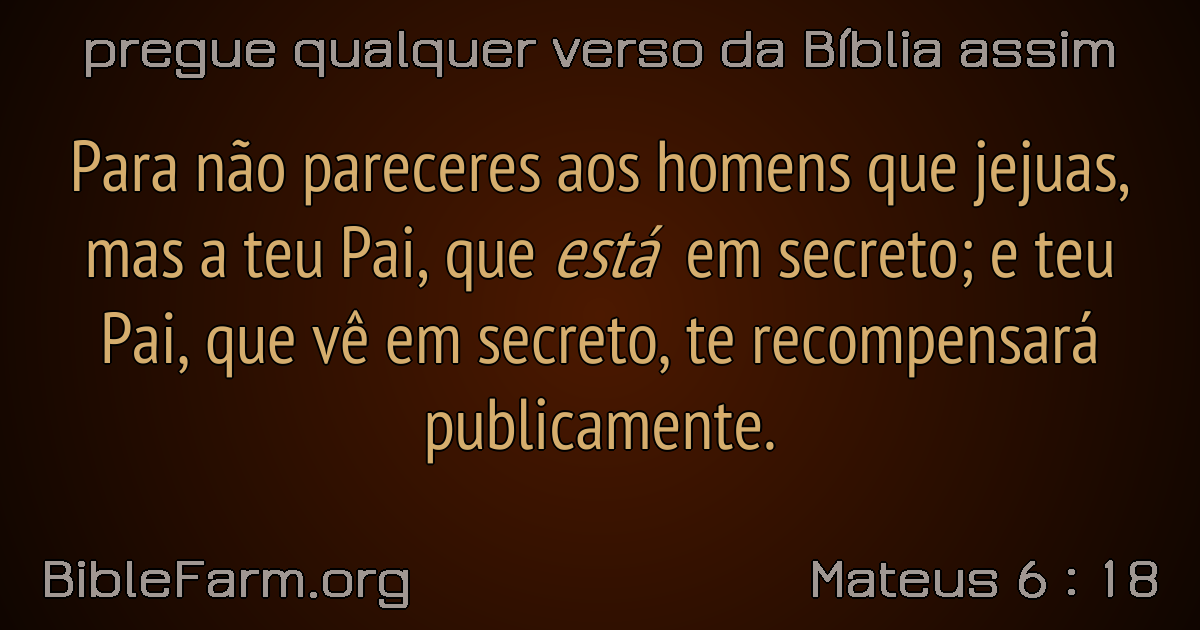 pregue qualquer verso da Bíblia assim
Para não pareceres aos homens que jejuas,
mas a teu Pai, que está em secreto; e teu
Pai, que vê em secreto, te recompensará
publicamente.
BibleFarm.org
Mateus 6 : 18